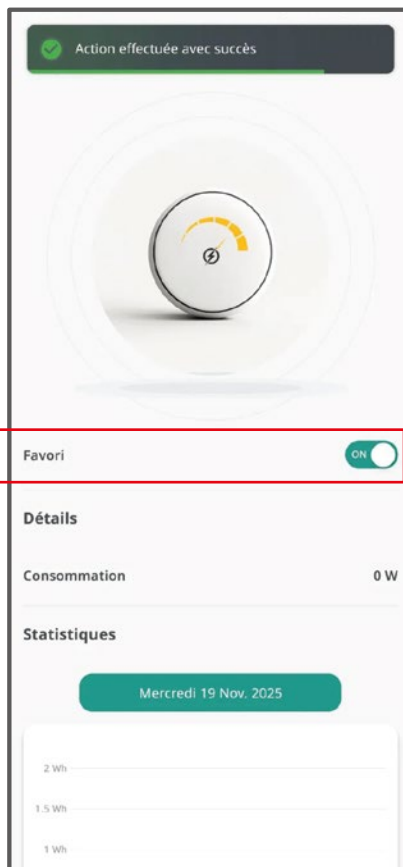 Action effectuée avec succès
Favori
ON
Détails
Consommation 0 W
Statistiques
Mercredi 19 Nov. 2025
2 Wh
1.5 Wh
1 Wh